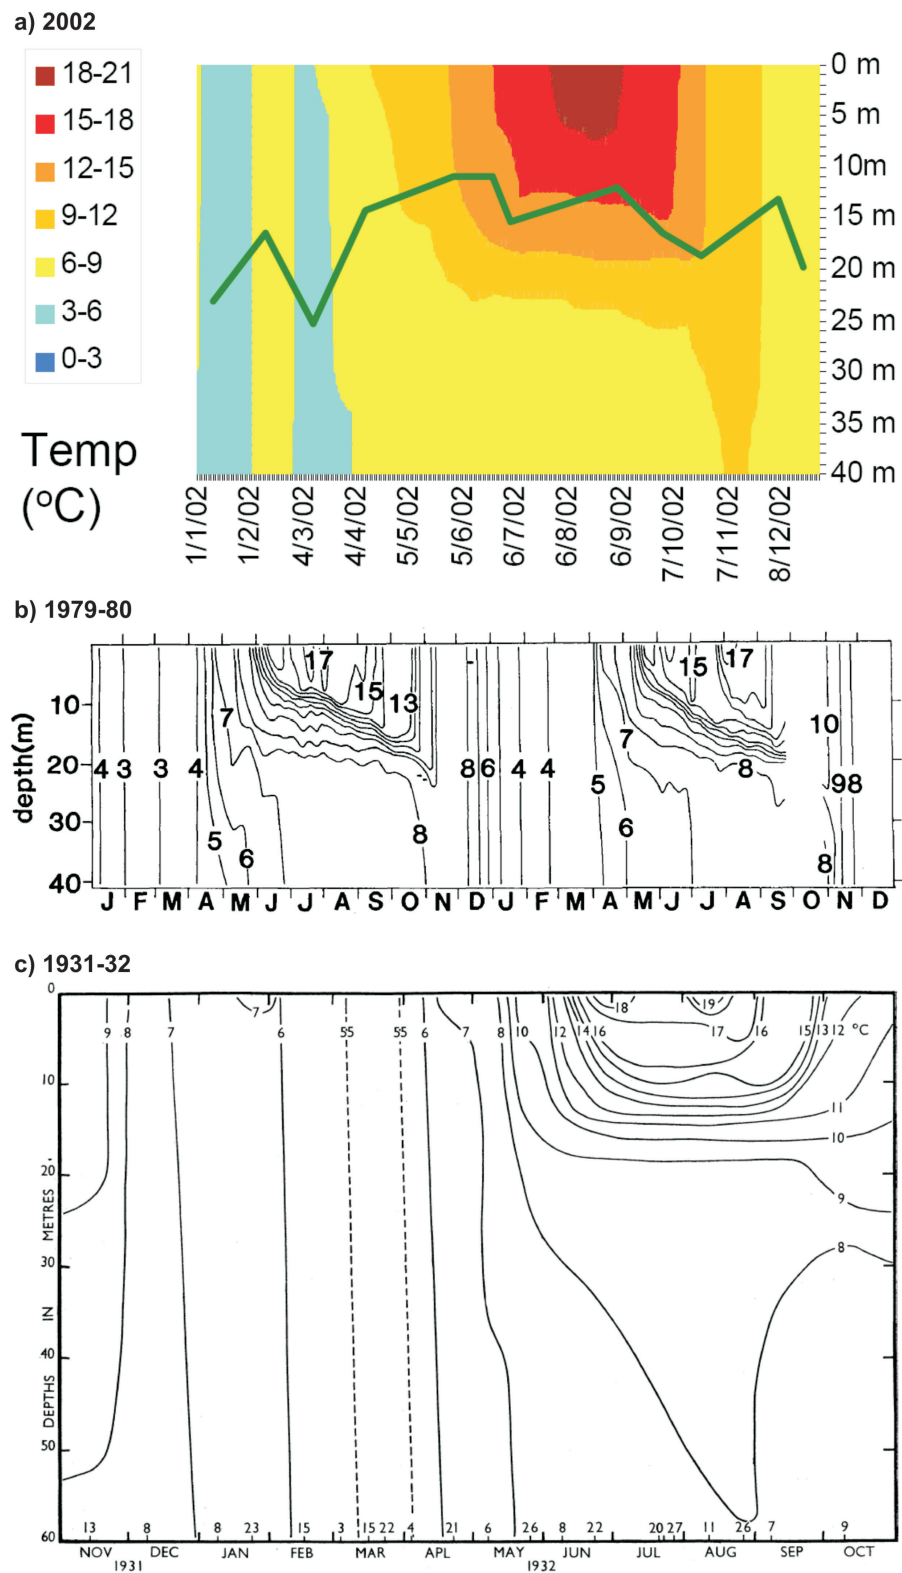 a) 2002
18-21
15-18
12-15
9-12
6-9
3-6
0-3
Temp
(°C)
0 m
5 m
10m
15 m
20 m
25 m
30 m
35 m
40 m
1/1/02 1/2/02 4/3/02 4/4/02 5/5/02 5/6/02 6/7/02 6/8/02 6/9/02 7/10/02 7/11/02 8/12/02
b) 1979-80
depth(m)
10
20
30
40
17 15 17
15
13
7 10
7
4 3 3 4 8 6 4 4 8 9 8
5
5 6
6 8 8
J F M A M J J A S O N D J F M A M J J A S O N D
c) 1931-32
0
10
20
30
40
50
60
DEPTHS IN METRES
7 18 19
9 8 7 6 55 55 6 7 8 10 12 14 16 17 16 15 13 12 °C
11
10
9
8
13 8 8 23 15 3 15 22 4 21 6 26 8 22 20 27 11 26 7 9
NOV DEC JAN FEB MAR APL MAY JUN JUL AUG SEP OCT
1931 1932